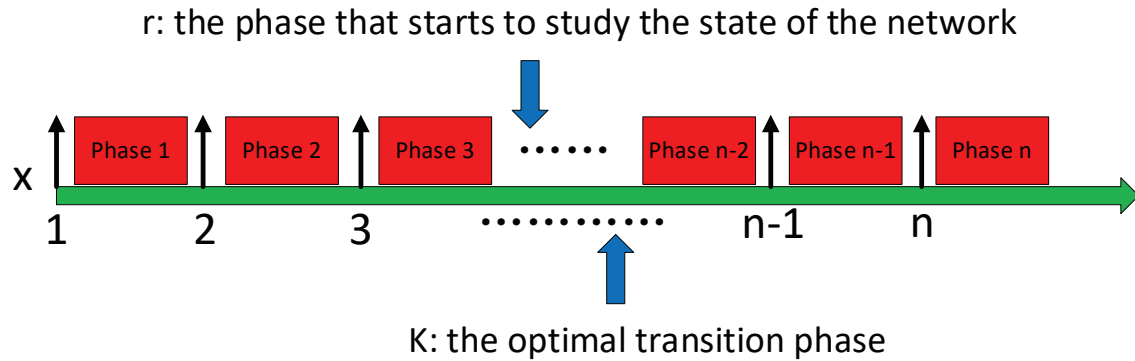 r: the phase that starts to study the state of the network
Phase 1 Phase 2 Phase 3 ...... Phase n-2 Phase n-1 Phase n
x
1 2 3 ............ n-1 n
K: the optimal transition phase